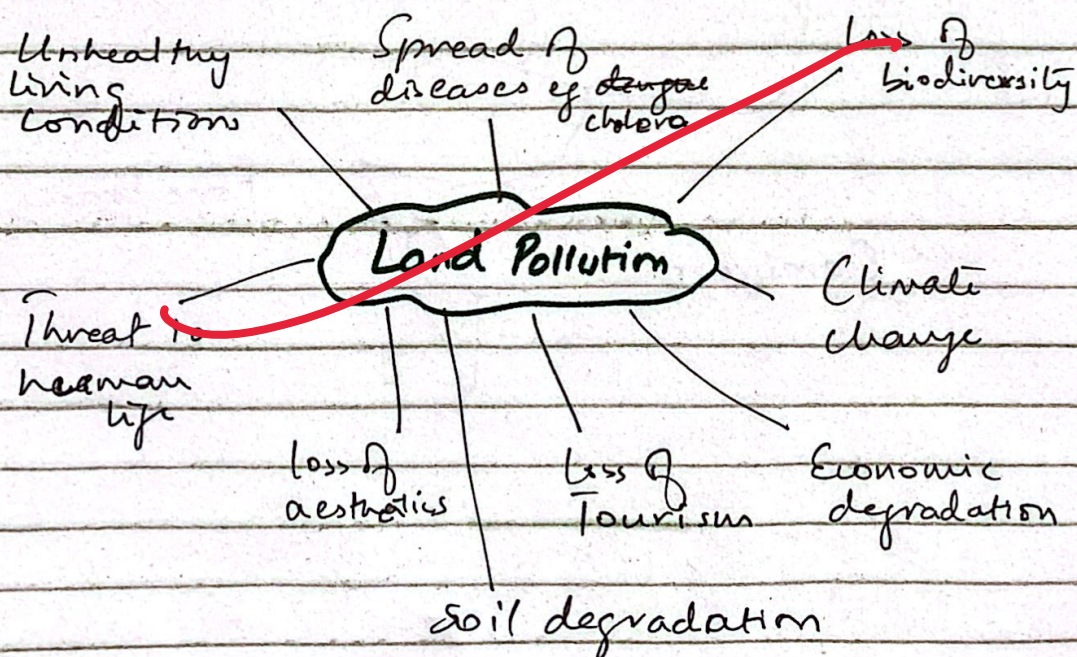 Unhealthy
living
conditions
Spread of
diseases eg dengue
cholera
Loss of
biodiversity
Land Pollution
Threat to
human
life
Climate
change
loss of
aesthetics
Loss of
Tourism
Economic
degradation
Soil degradation